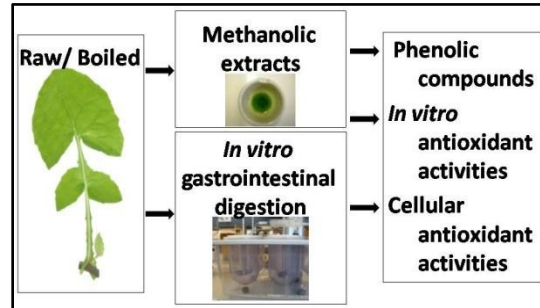 Raw/ Boiled
Methanolic
extracts
In vitro
gastrointestinal
digestion
Phenolic
compounds
In vitro
antioxidant
activities
Cellular
antioxidant
activities